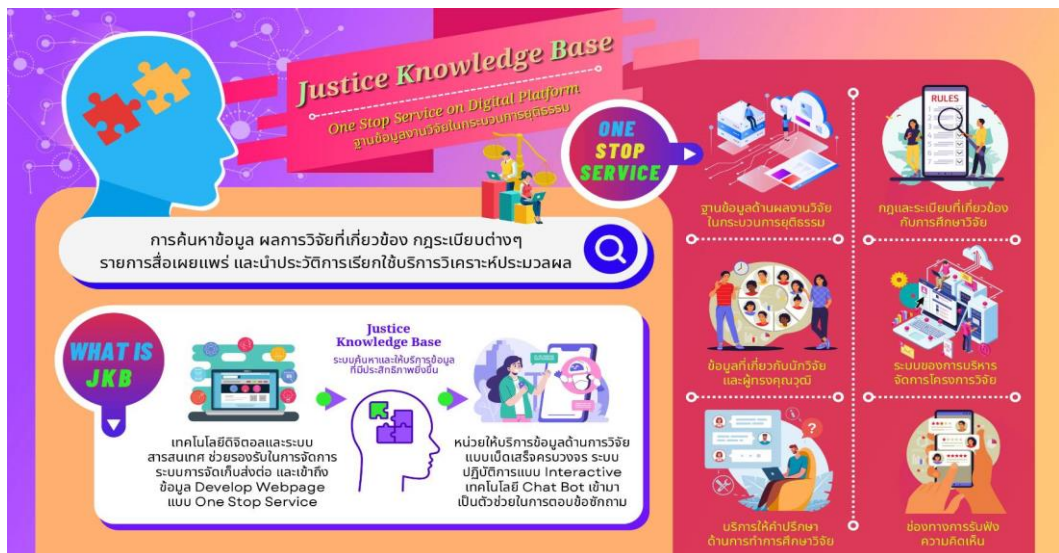 Justice Knowledge Base
One Stop Service on Digital Platform
ฐานข้อมูลงานวิจัยในกระบวนการยุติธรรม
การค้นหาข้อมูล ผลการวิจัยที่เกี่ยวข้อง กฎระเบียบต่างๆ
รายการสื่อเผยแพร่ และนำประวัติการเรียกใช้บริการวิเคราะห์ประมวลผล
WHAT IS
JKB
เทคโนโลยีดิจิตอลและระบบ
สารสนเทศ ช่วยรองรับในการจัดการ
ระบบการจัดเก็บส่งต่อ และเข้าถึง
ข้อมูล Develop Webpage
แบบ One Stop Service
Justice
Knowledge Base
ระบบค้นหาและให้บริการข้อมูล
ที่มีประสิทธิภาพยิ่งขึ้น
หน่วยให้บริการข้อมูลด้านการวิจัย
แบบเบ็ดเสร็จครบวงจร ระบบ
ปฏิบัติการแบบ Interactive
เทคโนโลยี Chat Bot เข้ามา
เป็นตัวช่วยในการตอบข้อซักถาม
ONE
STOP
SERVICE
ฐานข้อมูลด้านผลงานวิจัย
ในกระบวนการยุติธรรม
RULES
1
2
3
4
5
6
7
กฎและระเบียบที่เกี่ยวข้อง
กับการศึกษาวิจัย
ข้อมูลที่เกี่ยวกับนักวิจัย
และผู้ทรงคุณวุฒิ
ระบบของการบริหาร
จัดการโครงการวิจัย
บริการให้คำปรึกษา
ด้านการทำการศึกษาวิจัย
ช่องทางการรับฟัง
ความคิดเห็น